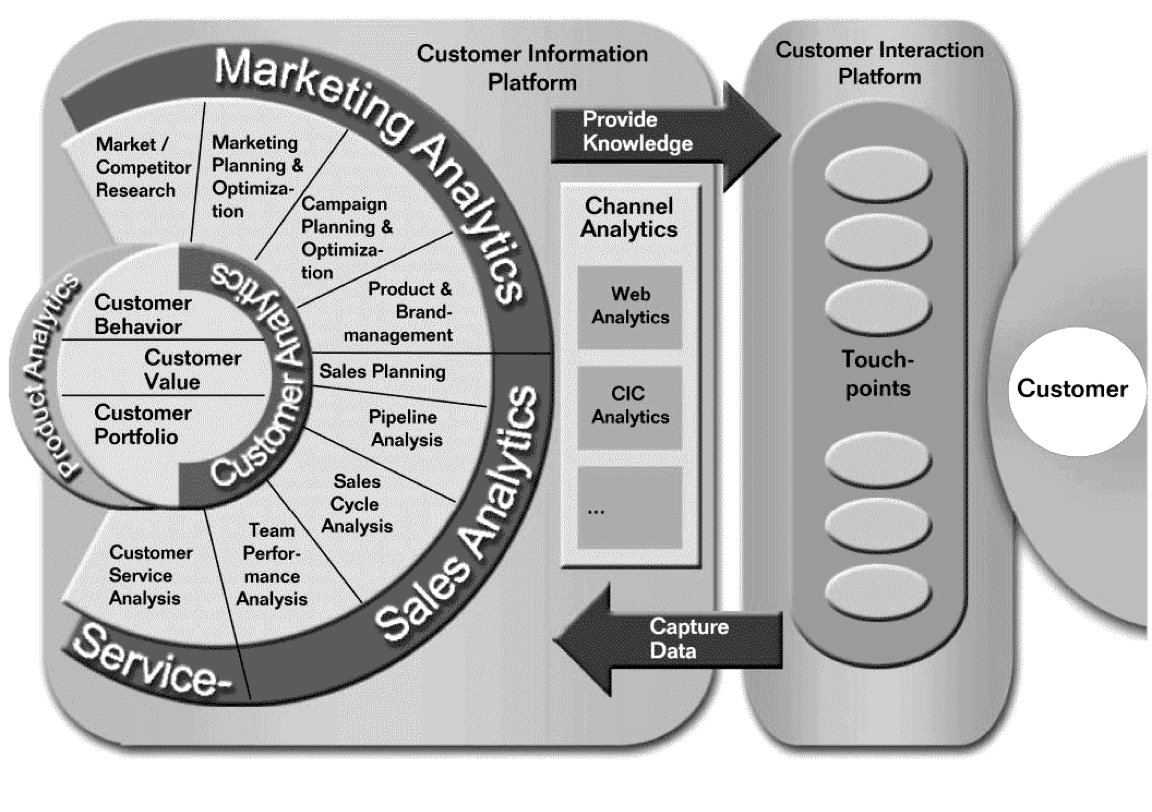 Customer Information
Platform
Customer Interaction
Platform
Marketing Analytics
Market /
Competitor
Research
Marketing
Planning &
Optimiza-
tion
Campaign
Planning &
Optimiza-
tion
Product &
Brand-
management
Sales Planning
Pipeline
Analysis
Sales
Cycle
Analysis
Team
Perfor-
mance
Analysis
Customer
Service
Analysis
Sales Analytics
Service-
Product Analytics
Customer Analytics
Customer
Behavior
Customer
Value
Customer
Portfolio
Provide
Knowledge
Channel
Analytics
Web
Analytics
CIC
Analytics
...
Capture
Data
Touch-
points
Customer